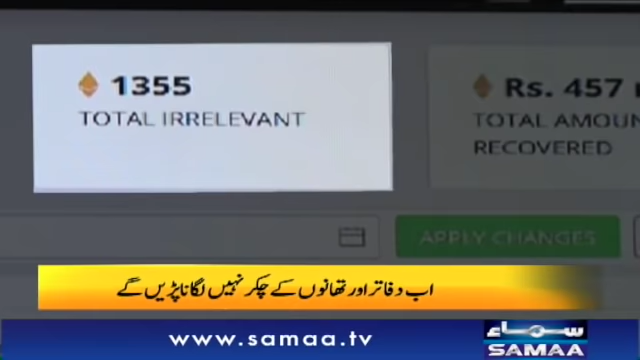 1355
TOTAL IRRELEVANT
Rs. 457
TOTAL AMOUN
RECOVERED
APPLY CHANGES
اب دفاتر اور تھانوں کے چکر نہیں لگانا پڑیں گے
www.samaa.tv
سماء
SAMAA